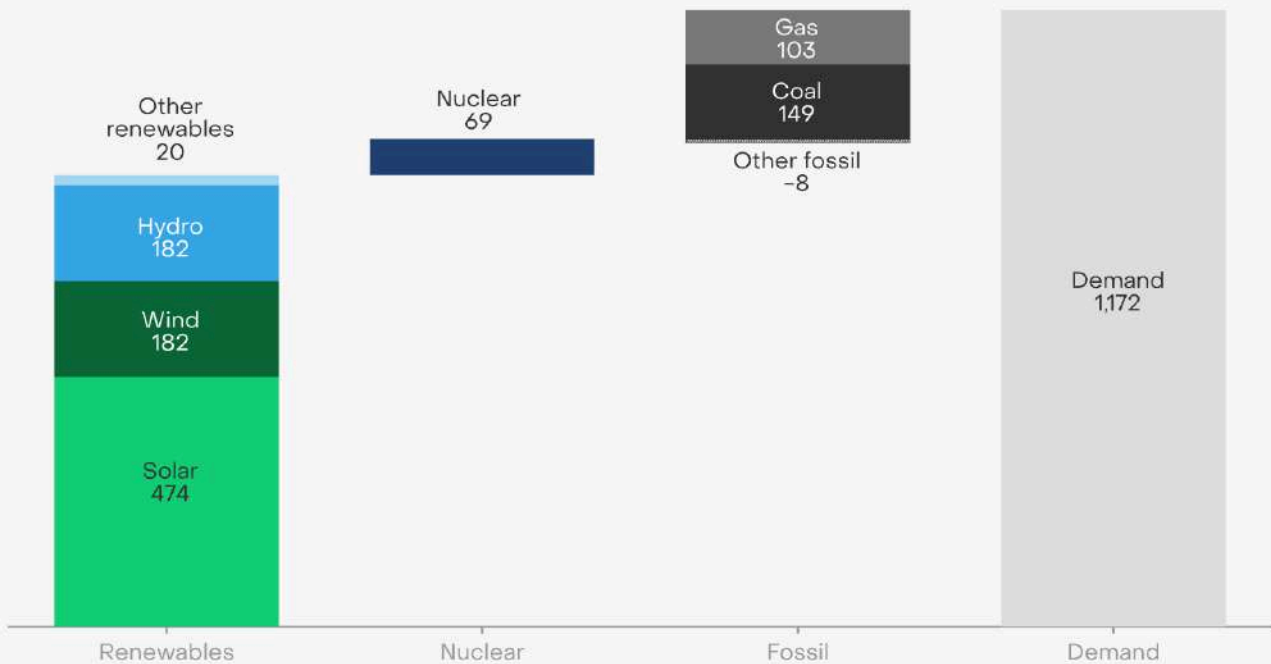 Other
renewables
20
Hydro
182
Wind
182
Solar
474
Nuclear
69
Gas
103
Coal
149
Other fossil
-8
Demand
1,172
Renewables
Nuclear
Fossil
Demand